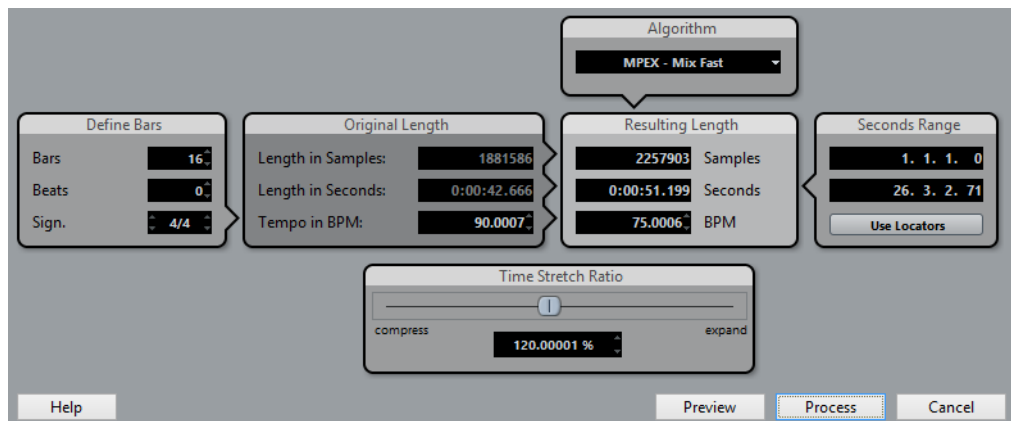 Algorithm
MPEX - Mix Fast
Define Bars
Bars 16
Beats 0
Sign. 4/4
Original Length
Length in Samples: 1881586
Length in Seconds: 0:00:42.666
Tempo in BPM: 90.0007
Resulting Length
2257903 Samples
0:00:51.199 Seconds
75.0006 BPM
Seconds Range
1. 1. 1. 0
26. 3. 2. 71
Use Locators
Time Stretch Ratio
compress expand
120.00001 %
Help Preview Process Cancel